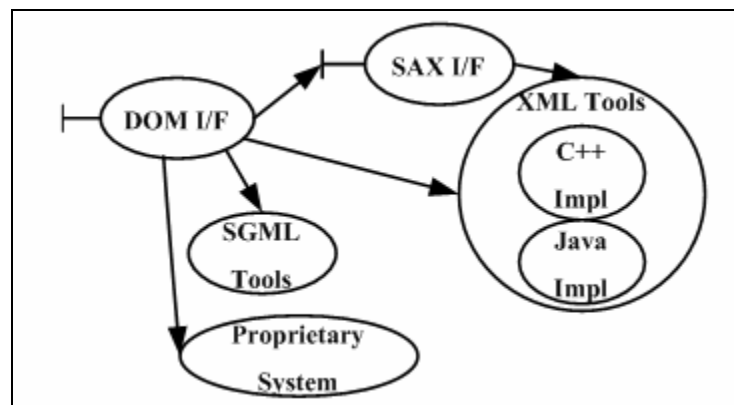 SAX I/F
DOM I/F
XML Tools
C++
Impl
Java
Impl
SGML
Tools
Proprietary
System